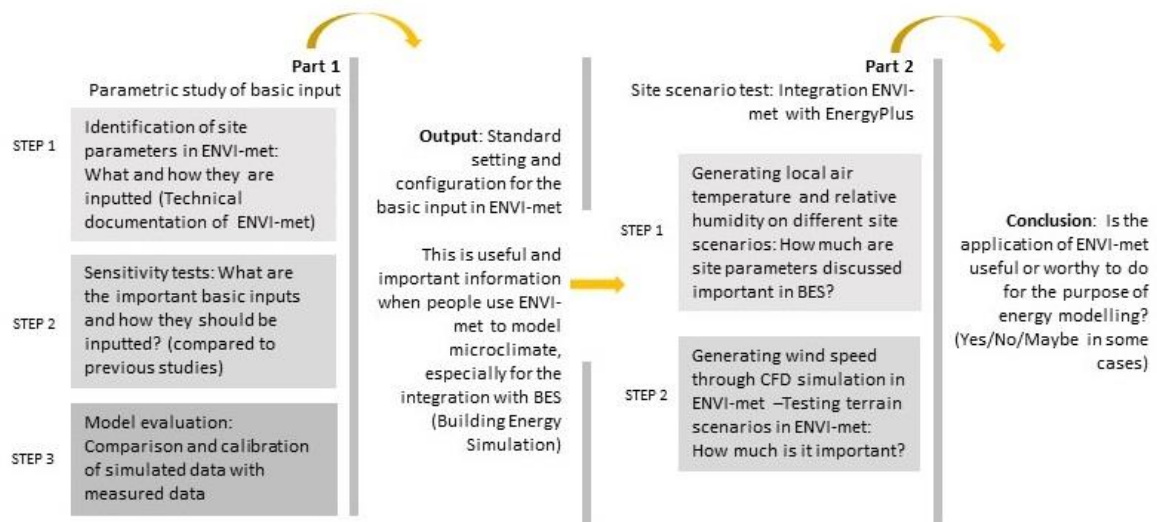 Part 1
Parametric study of basic input
STEP 1
Identification of site
parameters in ENVI-met:
What and how they are
inputted (Technical
documentation of ENVI-met)
STEP 2
Sensitivity tests: What are
the important basic inputs
and how they should be
inputted? (compared to
previous studies)
STEP 3
Model evaluation:
Comparison and calibration
of simulated data with
measured data
Output: Standard
setting and
configuration for the
basic input in ENVI-met
This is useful and
important information
when people use ENVI-
met to model
microclimate,
especially for the
integration with BES
(Building Energy
Simulation)
Part 2
Site scenario test: Integration ENVI-
met with EnergyPlus
STEP 1
Generating local air
temperature and relative
humidity on different site
scenarios: How much are
site parameters discussed
important in BES?
STEP 2
Generating wind speed
through CFD simulation in
ENVI-met –Testing terrain
scenarios in ENVI-met:
How much is it important?
Conclusion: Is the
application of ENVI-met
useful or worthy to do
for the purpose of
energy modelling?
(Yes/No/Maybe in some
cases)